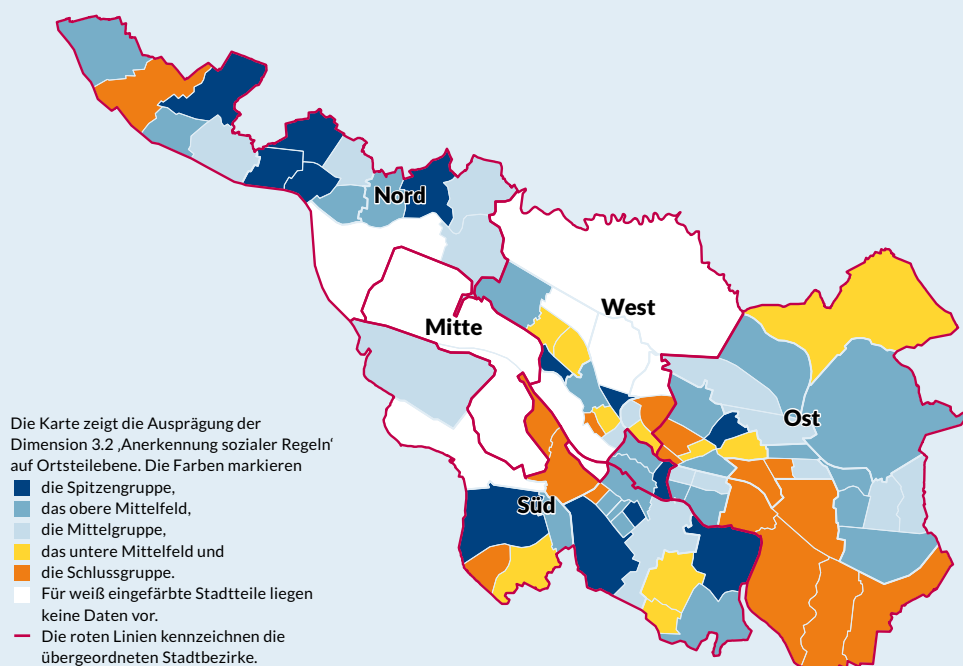 Nord
West
Mitte
Ost
Süd
Die Karte zeigt die Ausprägung der
Dimension 3.2 ‚Anerkennung sozialer Regeln‘
auf Ortsteilebene. Die Farben markieren
die Spitzengruppe,
das obere Mittelfeld,
die Mittelgruppe,
das untere Mittelfeld und
die Schlussgruppe.
Für weiß eingefärbte Stadtteile liegen
keine Daten vor.
Die roten Linien kennzeichnen die
übergeordneten Stadtbezirke.